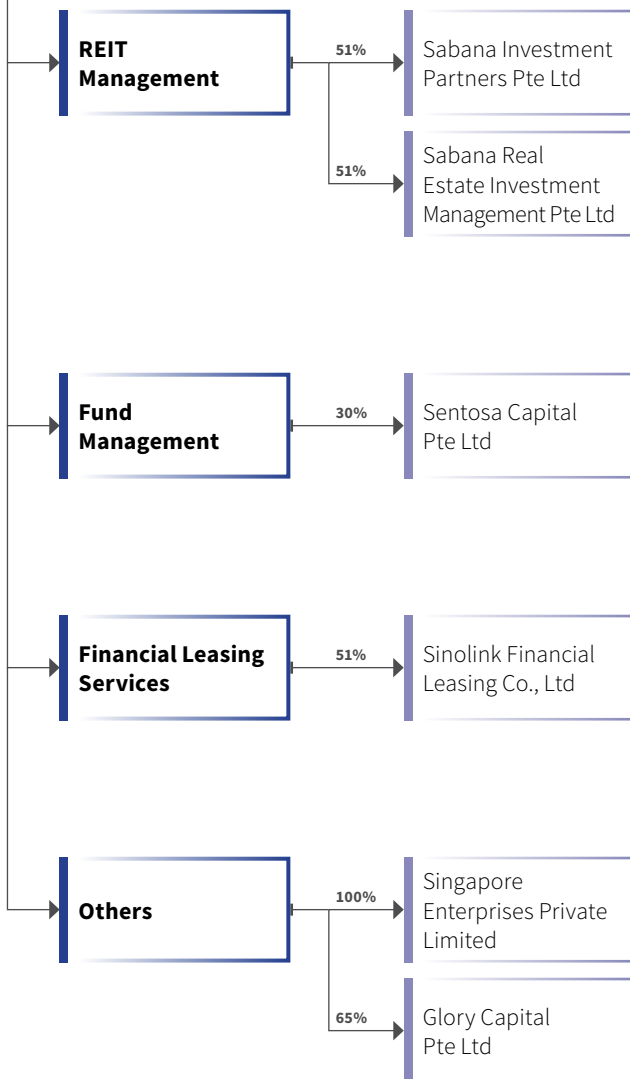 REIT
Management
51%
Sabana Investment
Partners Pte Ltd
51%
Sabana Real
Estate Investment
Management Pte Ltd
Fund
Management
30%
Sentosa Capital
Pte Ltd
Financial Leasing
Services
51%
Sinolink Financial
Leasing Co., Ltd
Others
100%
Singapore
Enterprises Private
Limited
65%
Glory Capital
Pte Ltd